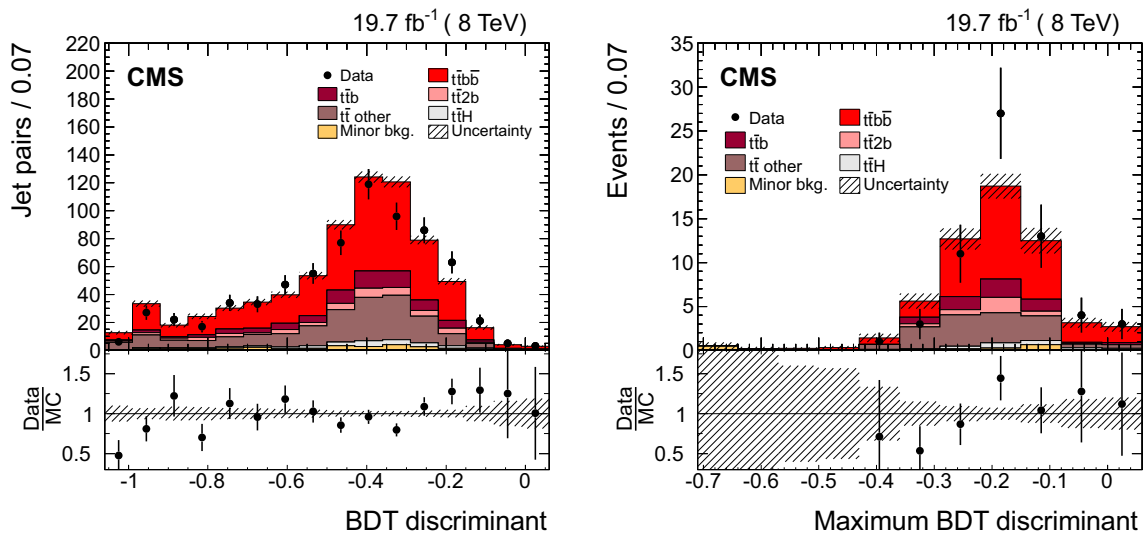 19.7 fb⁻¹ ( 8 TeV)
Jet pairs / 0.07
220
200
180
160
140
120
100
80
60
40
20
0
CMS
Data
tt̄bb̄
tt̄b
tt̄2b
tt̄ other
tt̄H
Minor bkg.
Uncertainty
Data
MC
1.5
1
0.5
-1 -0.8 -0.6 -0.4 -0.2 0
BDT discriminant
19.7 fb⁻¹ ( 8 TeV)
Events / 0.07
35
30
25
20
15
10
5
0
CMS
Data
tt̄bb̄
tt̄b
tt̄2b
tt̄ other
tt̄H
Minor bkg.
Uncertainty
Data
MC
1.5
1
0.5
-0.7 -0.6 -0.5 -0.4 -0.3 -0.2 -0.1 0
Maximum BDT discriminant